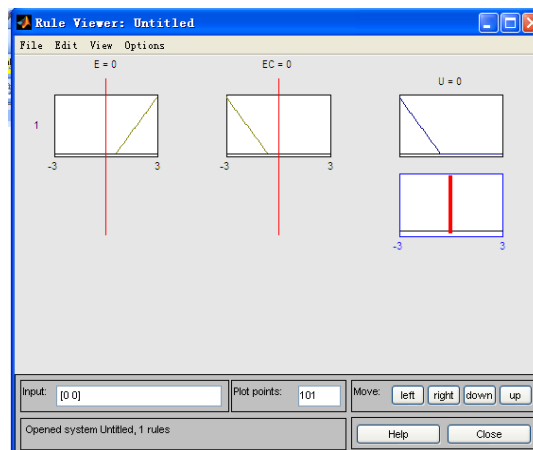 Rule Viewer: Untitled
File Edit View Options
E = 0 EC = 0 U = 0
1
-3 3 -3 3
-3 3
Input: [0 0] Plot points: 101 Move: left right down up
Opened system Untitled, 1 rules Help Close